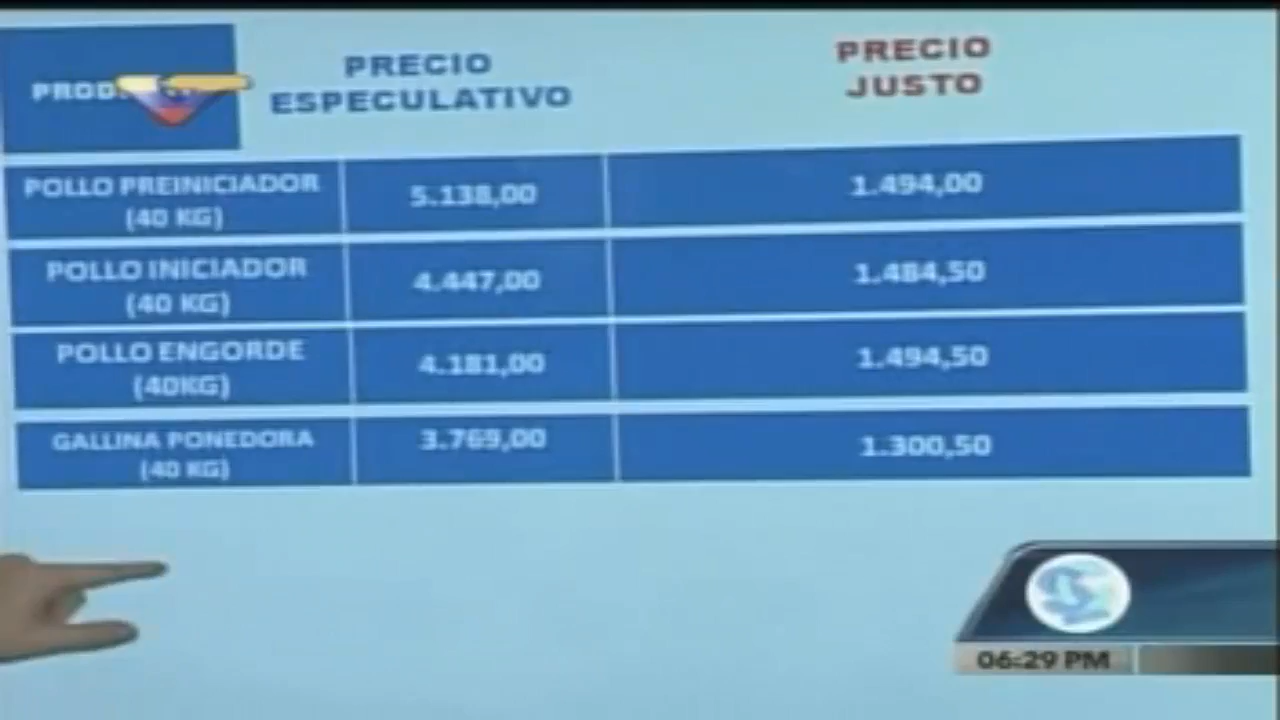 PRECIO
ESPECULATIVO
PRECIO
JUSTO
POLLO PREINICIADOR
(40 KG)
5.138,00
1.494,00
POLLO INICIADOR
(40 KG)
4.447,00
1.484,50
POLLO ENGORDE
(40KG)
4.181,00
1.494,50
GALLINA PONEDORA
(40 KG)
3.769,00
1.300,50
06:29 PM